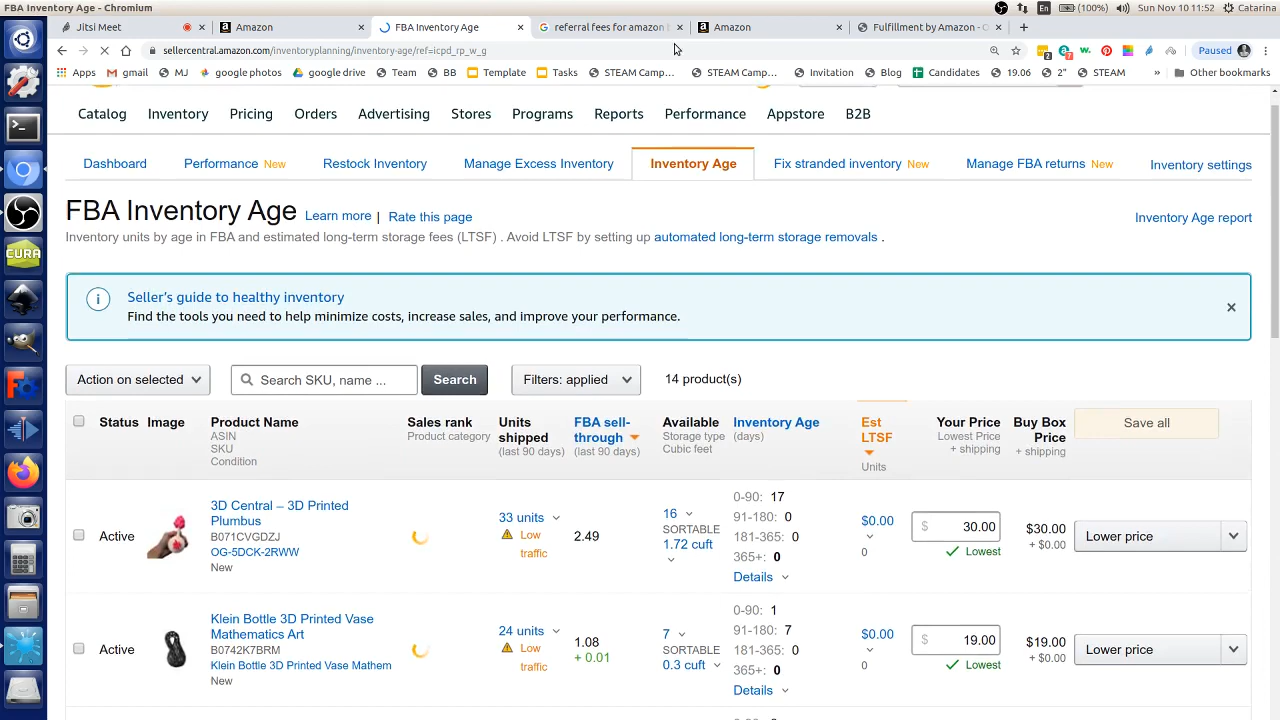 FBA Inventory Age - Chromium
En
(100%)
Sun Nov 10 11:52
Catarina
Jitsi Meet
Amazon
FBA Inventory Age
referral fees for amazon
Amazon
Fulfillment by Amazon -
sellercentral.amazon.com/inventoryplanning/inventory-age/ref=icpd_rp_w_g
Paused
Apps
gmail
MJ
google photos
google drive
Team
BB
Template
Tasks
STEAM Camp...
STEAM Camp...
Invitation
Blog
Candidates
19.06
2"
STEAM
»
Other bookmarks
Catalog
Inventory
Pricing
Orders
Advertising
Stores
Programs
Reports
Performance
Appstore
B2B
Dashboard
Performance New
Restock Inventory
Manage Excess Inventory
Inventory Age
Fix stranded inventory New
Manage FBA returns New
Inventory settings
FBA Inventory Age Learn more | Rate this page
Inventory Age report
Inventory units by age in FBA and estimated long-term storage fees (LTSF) . Avoid LTSF by setting up automated long-term storage removals .
Seller's guide to healthy inventory
Find the tools you need to help minimize costs, increase sales, and improve your performance.
Action on selected
Search SKU, name ...
Search
Filters: applied
14 product(s)
Status
Image
Product Name
ASIN
SKU
Condition
Sales rank
Product category
Units shipped
(last 90 days)
FBA sell-through
(last 90 days)
Available
Storage type
Cubic feet
Inventory Age
(days)
Est LTSF
Units
Your Price
Lowest Price
+ shipping
Buy Box Price
+ shipping
Save all
Active
3D Central – 3D Printed
Plumbus
B071CVGDZJ
OG-5DCK-2RWW
New
33 units
Low
traffic
2.49
16
SORTABLE
1.72 cuft
0-90: 17
91-180: 0
181-365: 0
365+: 0
Details
$0.00
0
$ 30.00
Lowest
$30.00
+ $0.00
Lower price
Active
Klein Bottle 3D Printed Vase
Mathematics Art
B0742K7BRM
Klein Bottle 3D Printed Vase Mathem
New
24 units
Low
traffic
1.08
+ 0.01
7
SORTABLE
0.3 cuft
0-90: 1
91-180: 7
181-365: 0
365+: 0
Details
$0.00
0
$ 19.00
Lowest
$19.00
+ $0.00
Lower price
CURA